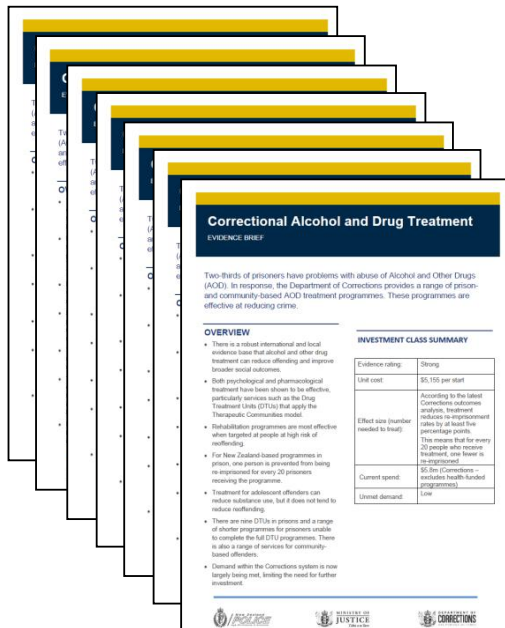 Correctional Alcohol and Drug Treatment
EVIDENCE BRIEF
Two-thirds of prisoners have problems with abuse of Alcohol and Other Drugs
(AOD). In response, the Department of Corrections provides a range of prison-
and community-based AOD treatment programmes. These programmes are
effective at reducing crime.
OVERVIEW
• There is a robust international and local
evidence base that alcohol and other drug
treatment can reduce offending and improve
broader social outcomes.
• Both psychological and pharmacological
treatment have been shown to be effective,
particularly services such as the Drug
Treatment Units (DTUs) that apply the
Therapeutic Communities model.
• Rehabilitation programmes are most effective
when targeted at people at high risk of
reoffending.
• For New Zealand-based programmes in
prison, one person is prevented from being
re-imprisoned for every 20 prisoners
receiving the programme.
• Treatment for adolescent offenders can
reduce substance use, but it does not tend to
reduce reoffending.
• There are nine DTUs in prisons and a range
of shorter programmes for prisoners unable
to complete the full DTU programmes. There
is also a range of services for community-
based offenders.
• Demand within the Corrections system is now
largely being met, limiting the need for further
investment.
INVESTMENT CLASS SUMMARY
Evidence rating: Strong
Unit cost: $5,155 per start
Effect size (number
needed to treat):
According to the latest
Corrections outcomes
analysis, treatment
reduces re-imprisonment
rates by at least five
percentage points.
This means that for every
20 people who receive
treatment, one fewer is
re-imprisoned.
Current spend:
$5.8m (Corrections –
excludes health-funded
programmes)
Unmet demand: Low
POLICE
MINISTRY OF
JUSTICE
DEPARTMENT OF
CORRECTIONS